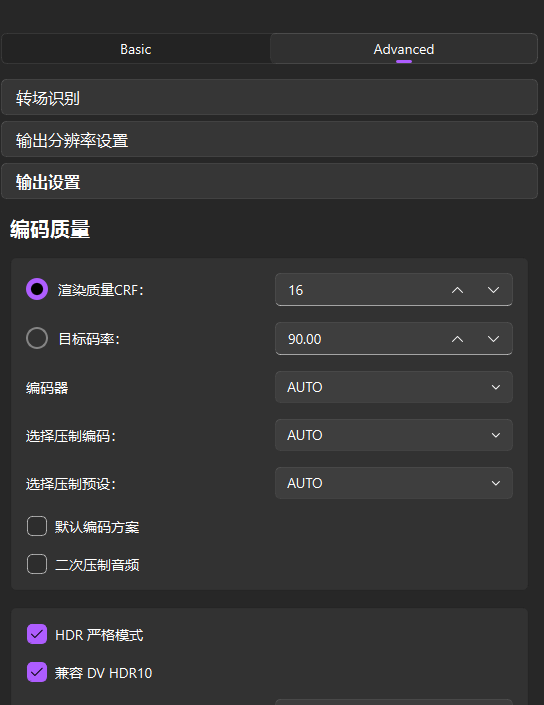 Basic Advanced
转场识别
输出分辨率设置
输出设置
编码质量
渲染质量CRF: 16
目标码率: 90.00
编码器 AUTO
选择压制编码: AUTO
选择压制预设: AUTO
默认编码方案
二次压制音频
HDR 严格模式
兼容 DV HDR10